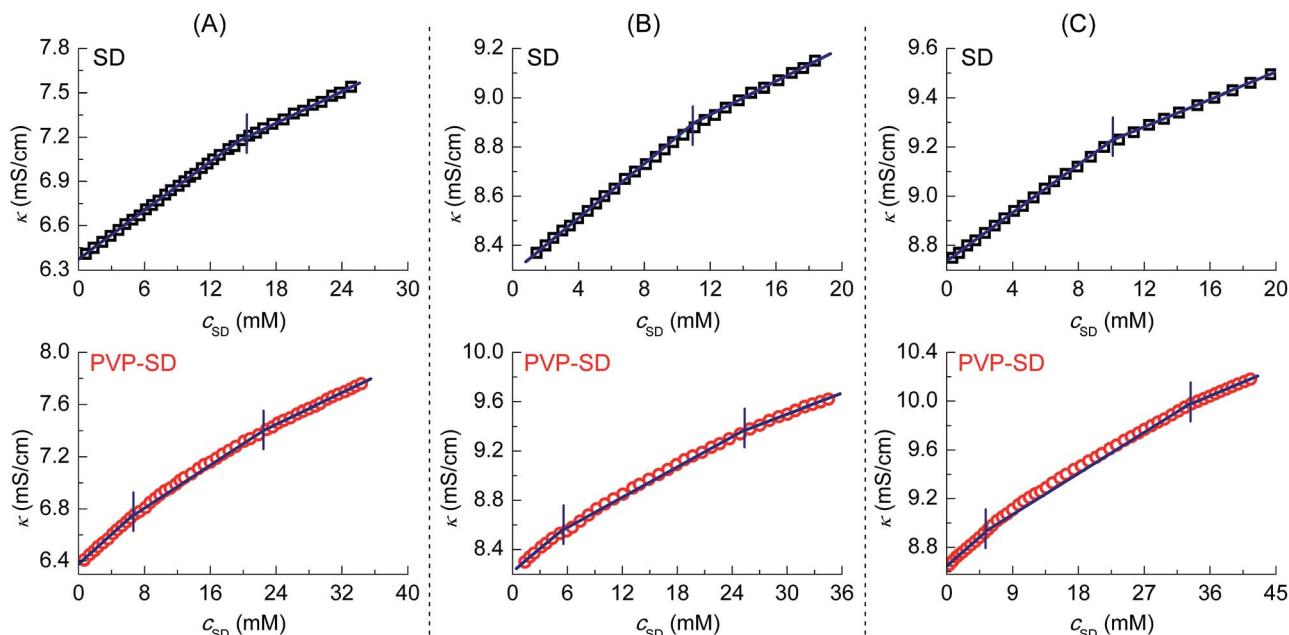 (A)
SD
κ (mS/cm)
7.8
7.5
7.2
6.9
6.6
6.3
0 6 12 18 24 30
c_SD (mM)
(B)
SD
κ (mS/cm)
9.2
9.0
8.8
8.6
8.4
0 4 8 12 16 20
c_SD (mM)
(C)
SD
κ (mS/cm)
9.6
9.4
9.2
9.0
8.8
0 4 8 12 16 20
c_SD (mM)
PVP-SD
κ (mS/cm)
8.0
7.6
7.2
6.8
6.4
0 8 16 24 32 40
c_SD (mM)
PVP-SD
κ (mS/cm)
10.0
9.6
9.2
8.8
8.4
0 6 12 18 24 30 36
c_SD (mM)
PVP-SD
κ (mS/cm)
10.4
10.0
9.6
9.2
8.8
0 9 18 27 36 45
c_SD (mM)